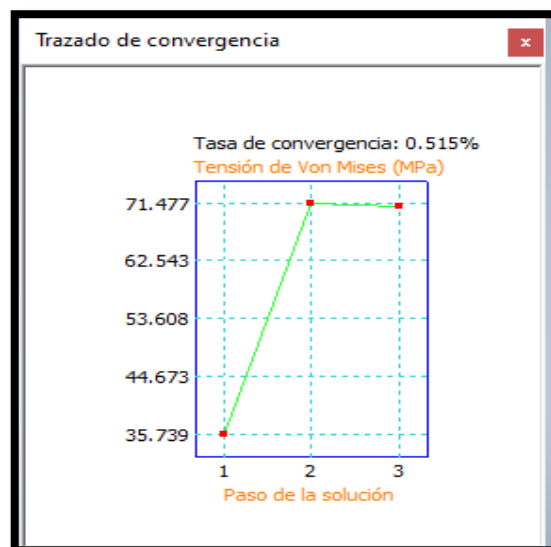 Trazado de convergencia
x
Tasa de convergencia: 0.515%
Tensión de Von Mises (MPa)
71.477
62.543
53.608
44.673
35.739
1 2 3
Paso de la solución